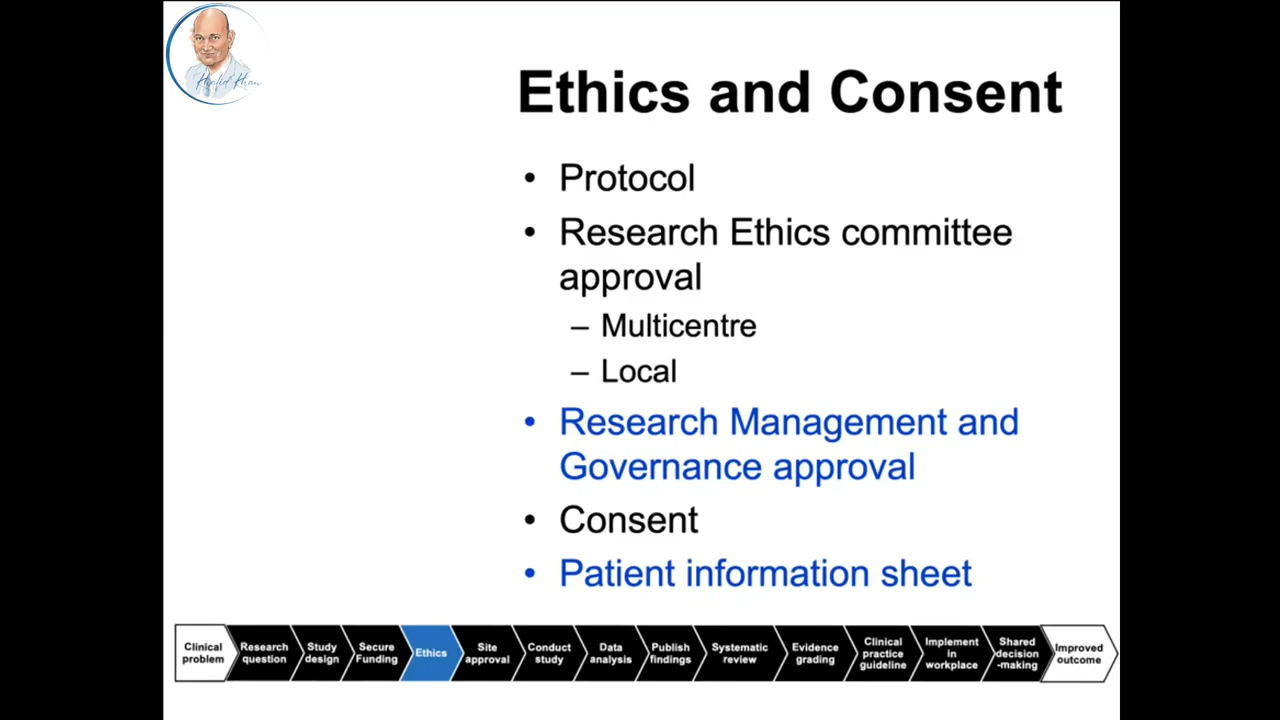 Khalid Khan
Ethics and Consent
• Protocol
• Research Ethics committee
approval
– Multicentre
– Local
• Research Management and
Governance approval
• Consent
• Patient information sheet
Clinical
problem
Research
question
Study
design
Secure
Funding
Ethics
Site
approval
Conduct
study
Data
analysis
Publish
findings
Systematic
review
Evidence
grading
Clinical
practice
guideline
Implement
in
workplace
Shared
decision
-making
Improved
outcome